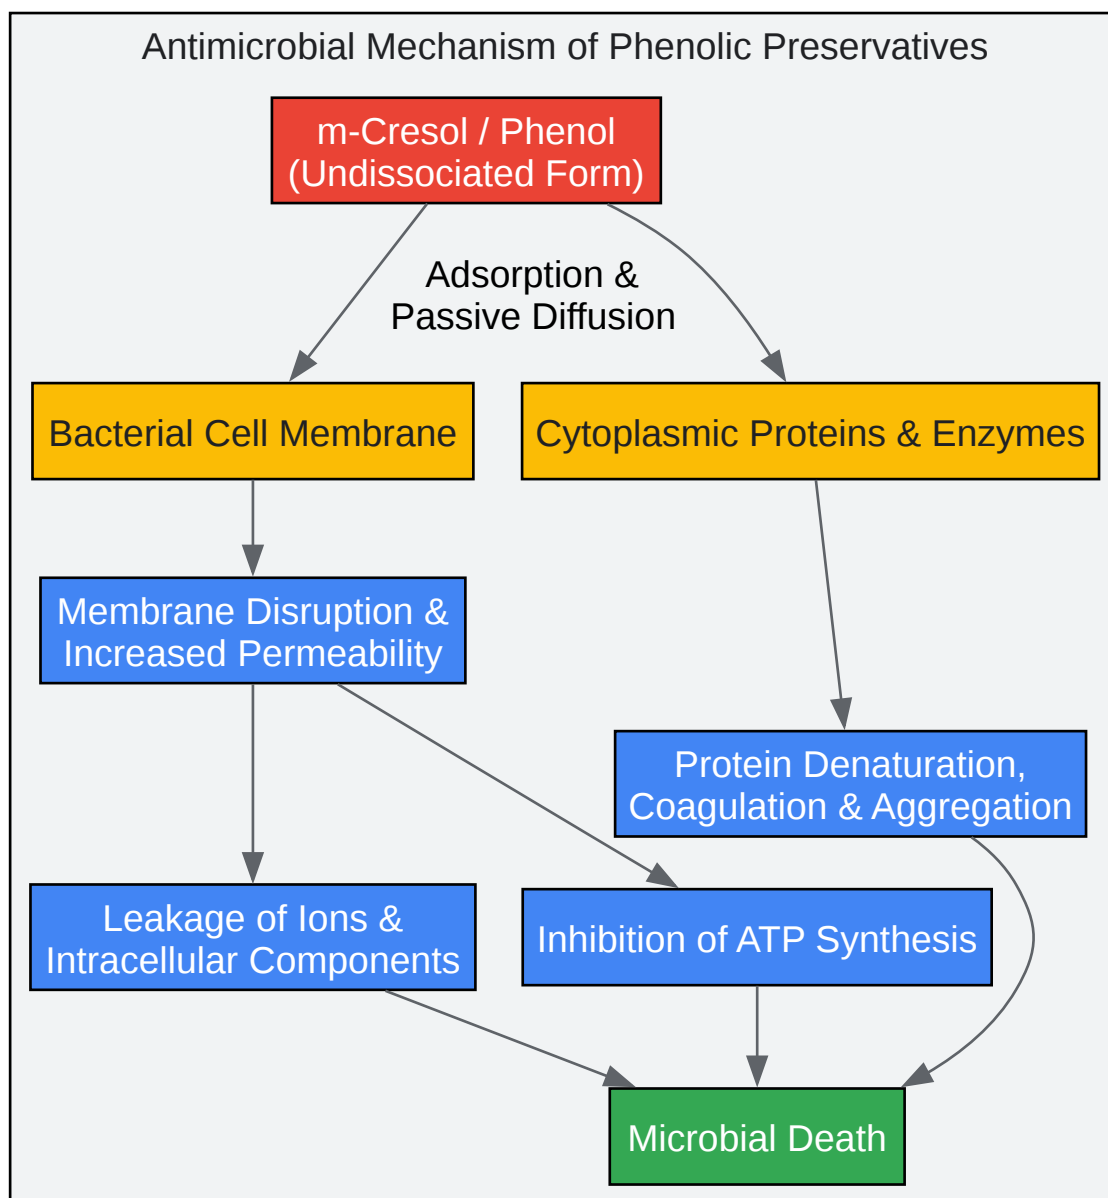 Antimicrobial Mechanism of Phenolic Preservatives
m-Cresol / Phenol
(Undissociated Form)
Adsorption &
Passive Diffusion
Bacterial Cell Membrane
Cytoplasmic Proteins & Enzymes
Membrane Disruption &
Increased Permeability
Protein Denaturation,
Coagulation & Aggregation
Leakage of Ions &
Intracellular Components
Inhibition of ATP Synthesis
Microbial Death